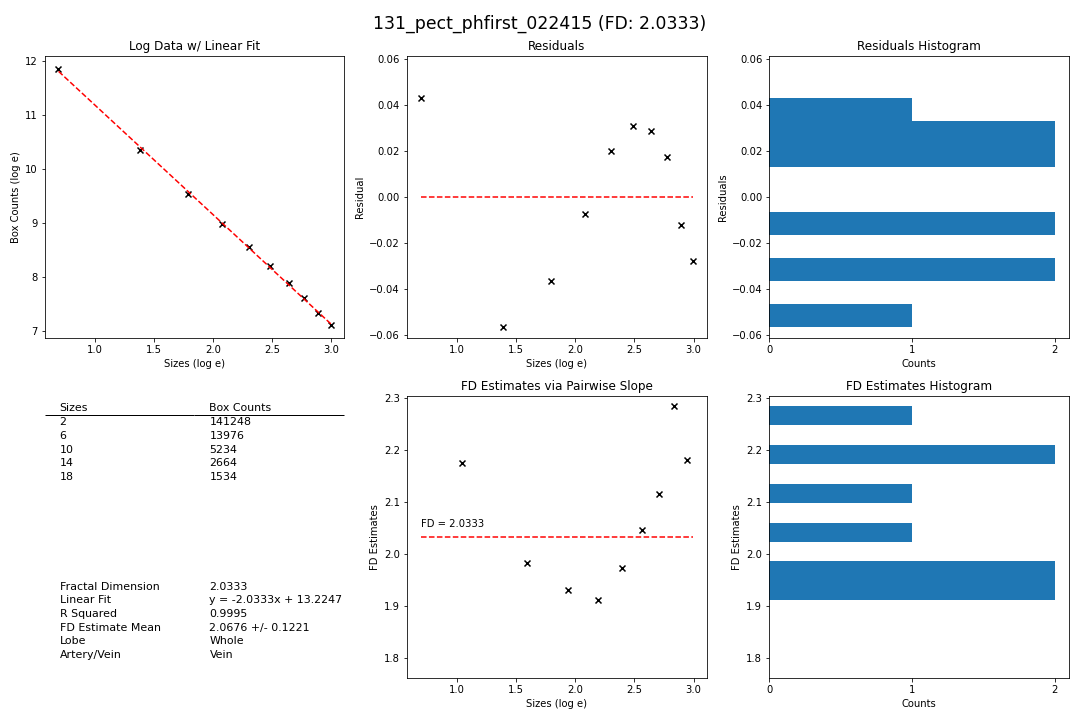 131_pect_phfirst_022415 (FD: 2.0333)
Log Data w/ Linear Fit
Box Counts (log e)
12
11
10
9
8
7
1.0 1.5 2.0 2.5 3.0
Sizes (log e)
Residuals
Residual
0.06
0.04
0.02
0.00
−0.02
−0.04
−0.06
1.0 1.5 2.0 2.5 3.0
Sizes (log e)
Residuals Histogram
Residuals
0.06
0.04
0.02
0.00
−0.02
−0.04
−0.06
0 1 2
Counts
Sizes Box Counts
2 141248
6 13976
10 5234
14 2664
18 1534
Fractal Dimension 2.0333
Linear Fit y = -2.0333x + 13.2247
R Squared 0.9995
FD Estimate Mean 2.0676 +/- 0.1221
Lobe Whole
Artery/Vein Vein
FD Estimates via Pairwise Slope
FD Estimates
2.3
2.2
2.1
2.0
1.9
1.8
FD = 2.0333
1.0 1.5 2.0 2.5 3.0
Sizes (log e)
FD Estimates Histogram
FD Estimates
2.3
2.2
2.1
2.0
1.9
1.8
0 1 2
Counts